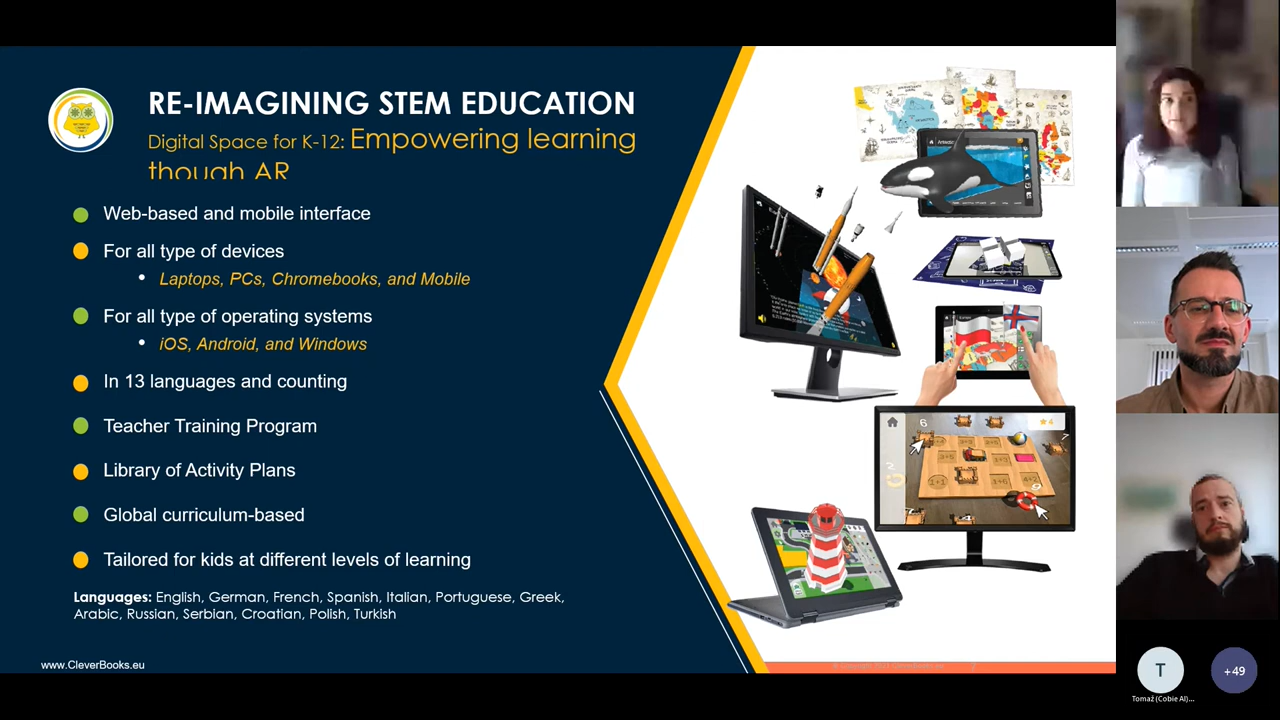 RE-IMAGINING STEM EDUCATION
Digital Space for K-12: Empowering learning
though AR
Web-based and mobile interface
For all type of devices
• Laptops, PCs, Chromebooks, and Mobile
For all type of operating systems
• iOS, Android, and Windows
In 13 languages and counting
Teacher Training Program
Library of Activity Plans
Global curriculum-based
Tailored for kids at different levels of learning
Languages: English, German, French, Spanish, Italian, Portuguese, Greek,
Arabic, Russian, Serbian, Croatian, Polish, Turkish
www.CleverBooks.eu
2
T
+49
Tomaž (Cobie AI)...